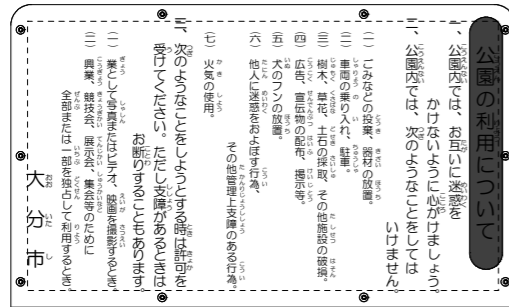 公園の利用について
一、公園内では、お互いに迷惑を
かけないように心がけましょう。
二、公園内では、次のようなことをしては
いけません。
（一）ごみなどの投棄、器材の放置。
（二）車両の乗り入れ、駐車。
（三）樹木、草花、土石の採取、その他施設の破損。
（四）広告、宣伝物の配布、掲示等。
（五）犬のフンの放置。
（六）他人に迷惑をおよぼす行為、
その他管理上支障のある行為。
（七）火気の使用。
三、次のようなことをしようとする時は許可を
受けてください。ただし支障があるときは
お断りすることもあります。
（一）業として写真またはビデオ、映画を撮影するとき。
（二）興業、競技会、展示会、集会等のために
全部または一部を独占して利用するとき。
大分市